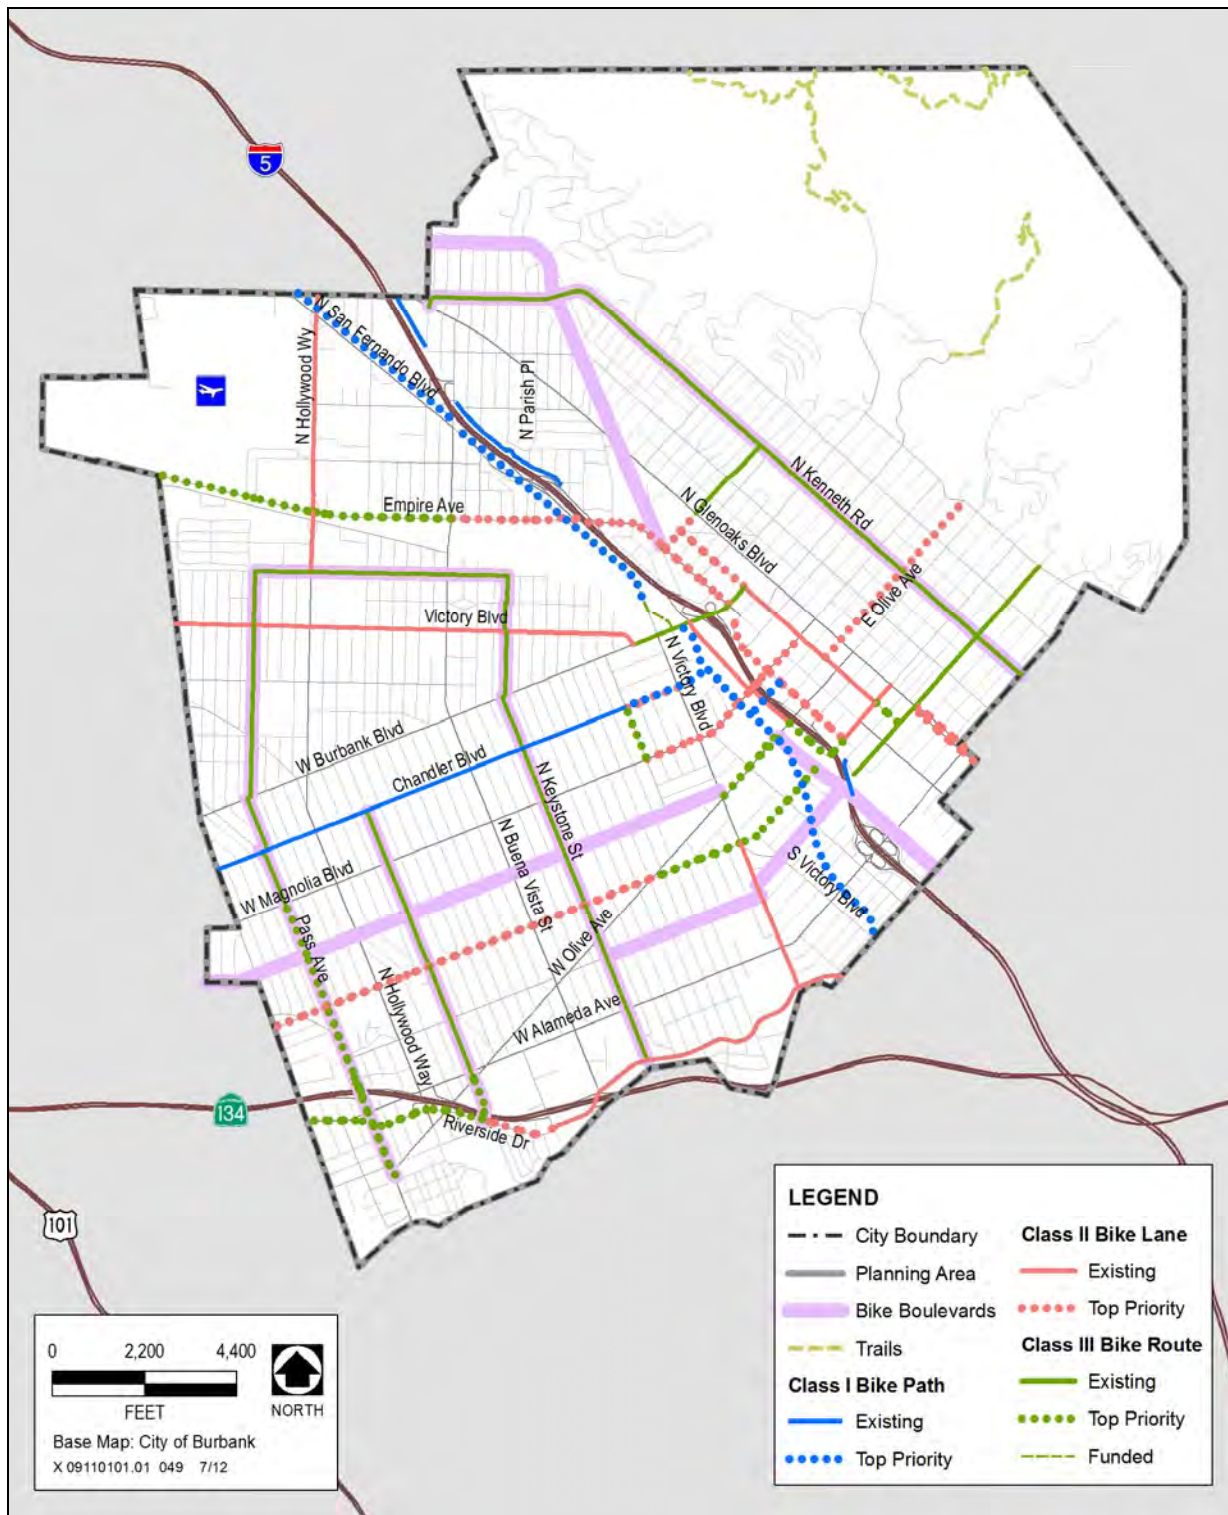 5
N San Fernando Blvd
N Hollywood Wy
N Parish Pl
N Kenneth Rd
N Glenoaks Blvd
Empire Ave
E Olive Ave
Victory Blvd
N Victory Blvd
W Burbank Blvd
Chandler Blvd
N Keystone St
N Buena Vista St
S Victory Blvd
W Magnolia Blvd
Pass Ave
W Olive Ave
N Hollywood Way
W Alameda Ave
134
Riverside Dr
101
LEGEND
City Boundary
Planning Area
Bike Boulevards
Trails
Class I Bike Path
Existing
Top Priority
Class II Bike Lane
Existing
Top Priority
Class III Bike Route
Existing
Top Priority
Funded
0 2,200 4,400
FEET
NORTH
Base Map: City of Burbank
X 09110101.01 049 7/12